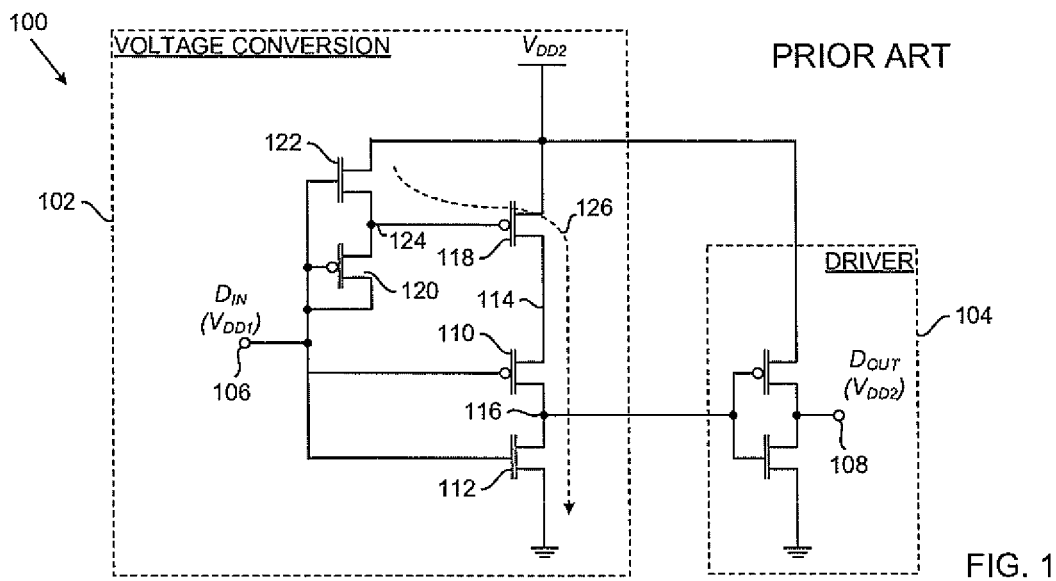 100
VOLTAGE CONVERSION
VDD2
PRIOR ART
122
102
126
124
118
DRIVER
120
114
104
DIN
(VDD1)
110
DOUT
(VDD2)
106
116
108
112
FIG. 1